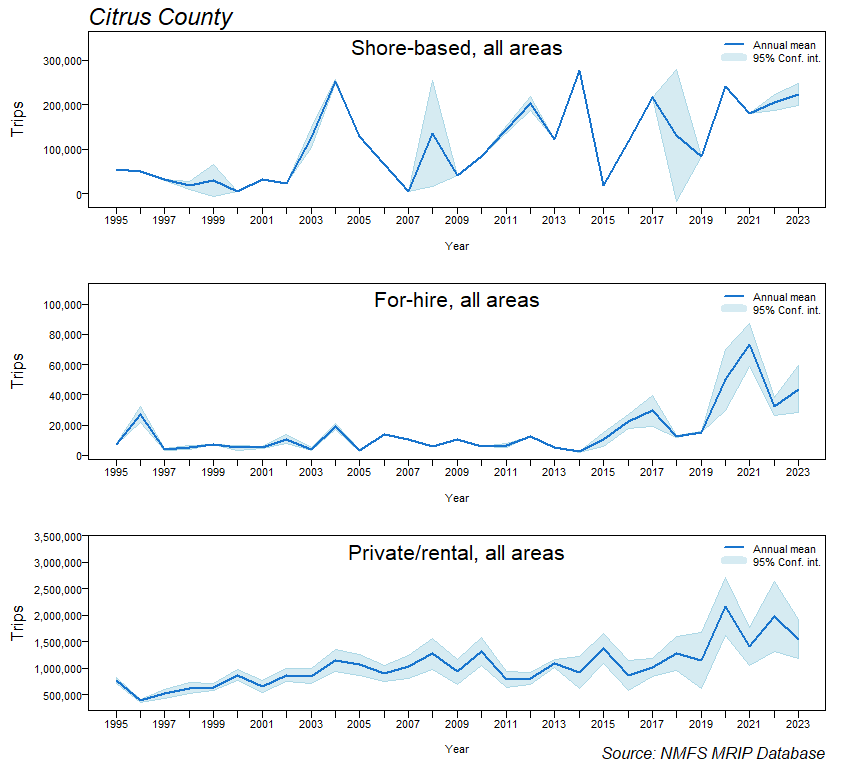 Citrus County
Shore-based, all areas
Annual mean
95% Conf. int.
Trips
300,000
200,000
100,000
0
1995 1997 1999 2001 2003 2005 2007 2009 2011 2013 2015 2017 2019 2021 2023
Year
For-hire, all areas
Annual mean
95% Conf. int.
Trips
100,000
80,000
60,000
40,000
20,000
0
1995 1997 1999 2001 2003 2005 2007 2009 2011 2013 2015 2017 2019 2021 2023
Year
Private/rental, all areas
Annual mean
95% Conf. int.
Trips
3,500,000
3,000,000
2,500,000
2,000,000
1,500,000
1,000,000
500,000
1995 1997 1999 2001 2003 2005 2007 2009 2011 2013 2015 2017 2019 2021 2023
Year
Source: NMFS MRIP Database